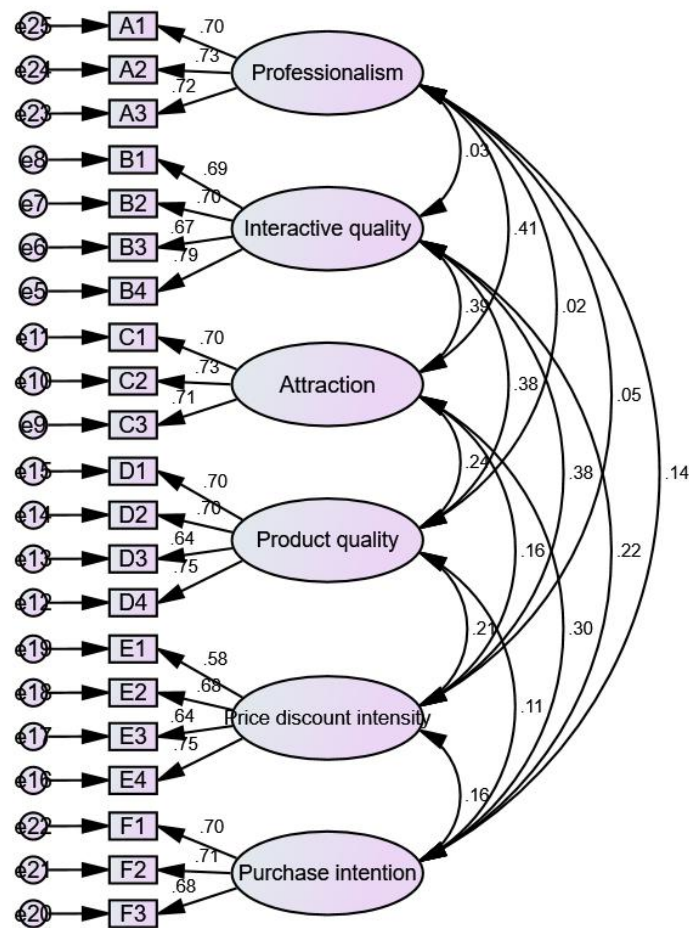 e25 A1 .70
e24 A2 .73 Professionalism
e23 A3 .72
e8 B1 .69 .03
e7 B2 .70 Interactive quality .41
e6 B3 .67
e5 B4 .79
.39 .02
e11 C1 .70
e10 C2 .73 Attraction .38 .05
e9 C3 .71
e15 D1 .70 .24 .38 .14
e14 D2 .70 Product quality .16 .22
e13 D3 .64
e12 D4 .75
e19 E1 .58 .21 .30
e18 E2 .68 Price discount intensity .11
e17 E3 .64
e16 E4 .75
.16
e22 F1 .70
e21 F2 .71 Purchase intention
e20 F3 .68